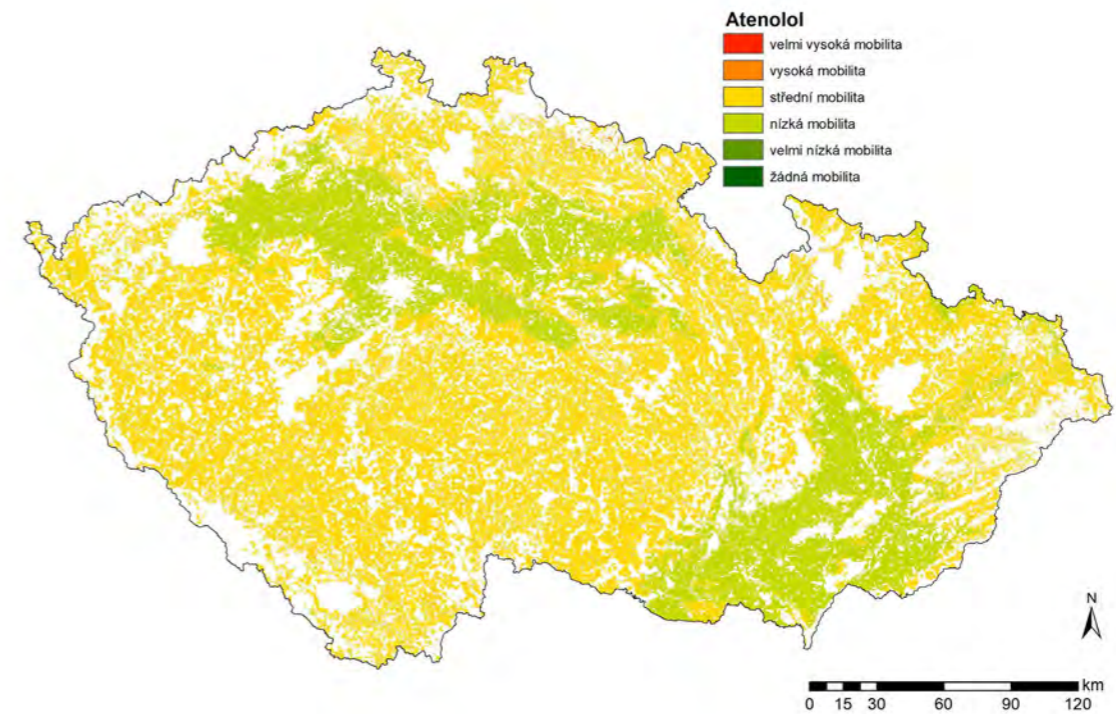 Atenolol
velmi vysoká mobilita
vysoká mobilita
střední mobilita
nízká mobilita
velmi nízká mobilita
žádná mobilita
N
km
0 15 30 60 90 120